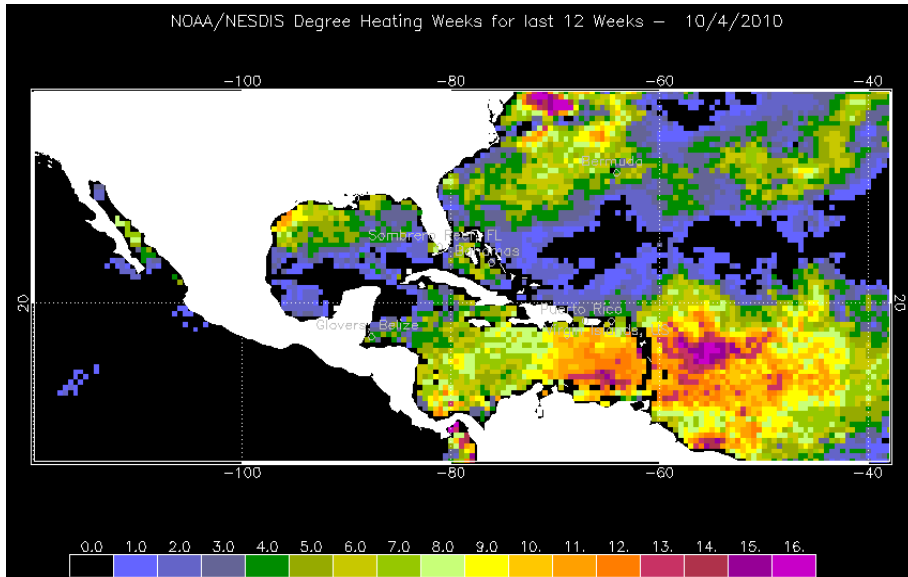 NOAA/NESDIS Degree Heating Weeks for last 12 Weeks - 10/4/2010
-100 -80 -60 -40
Bermuda
Sombrero Reef, FL
Bahamas
20 20
Puerto Rico
Glovers, Belize
-100 -80 -60 -40
0.0 1.0 2.0 3.0 4.0 5.0 6.0 7.0 8.0 9.0 10. 11. 12. 13. 14. 15. 16.